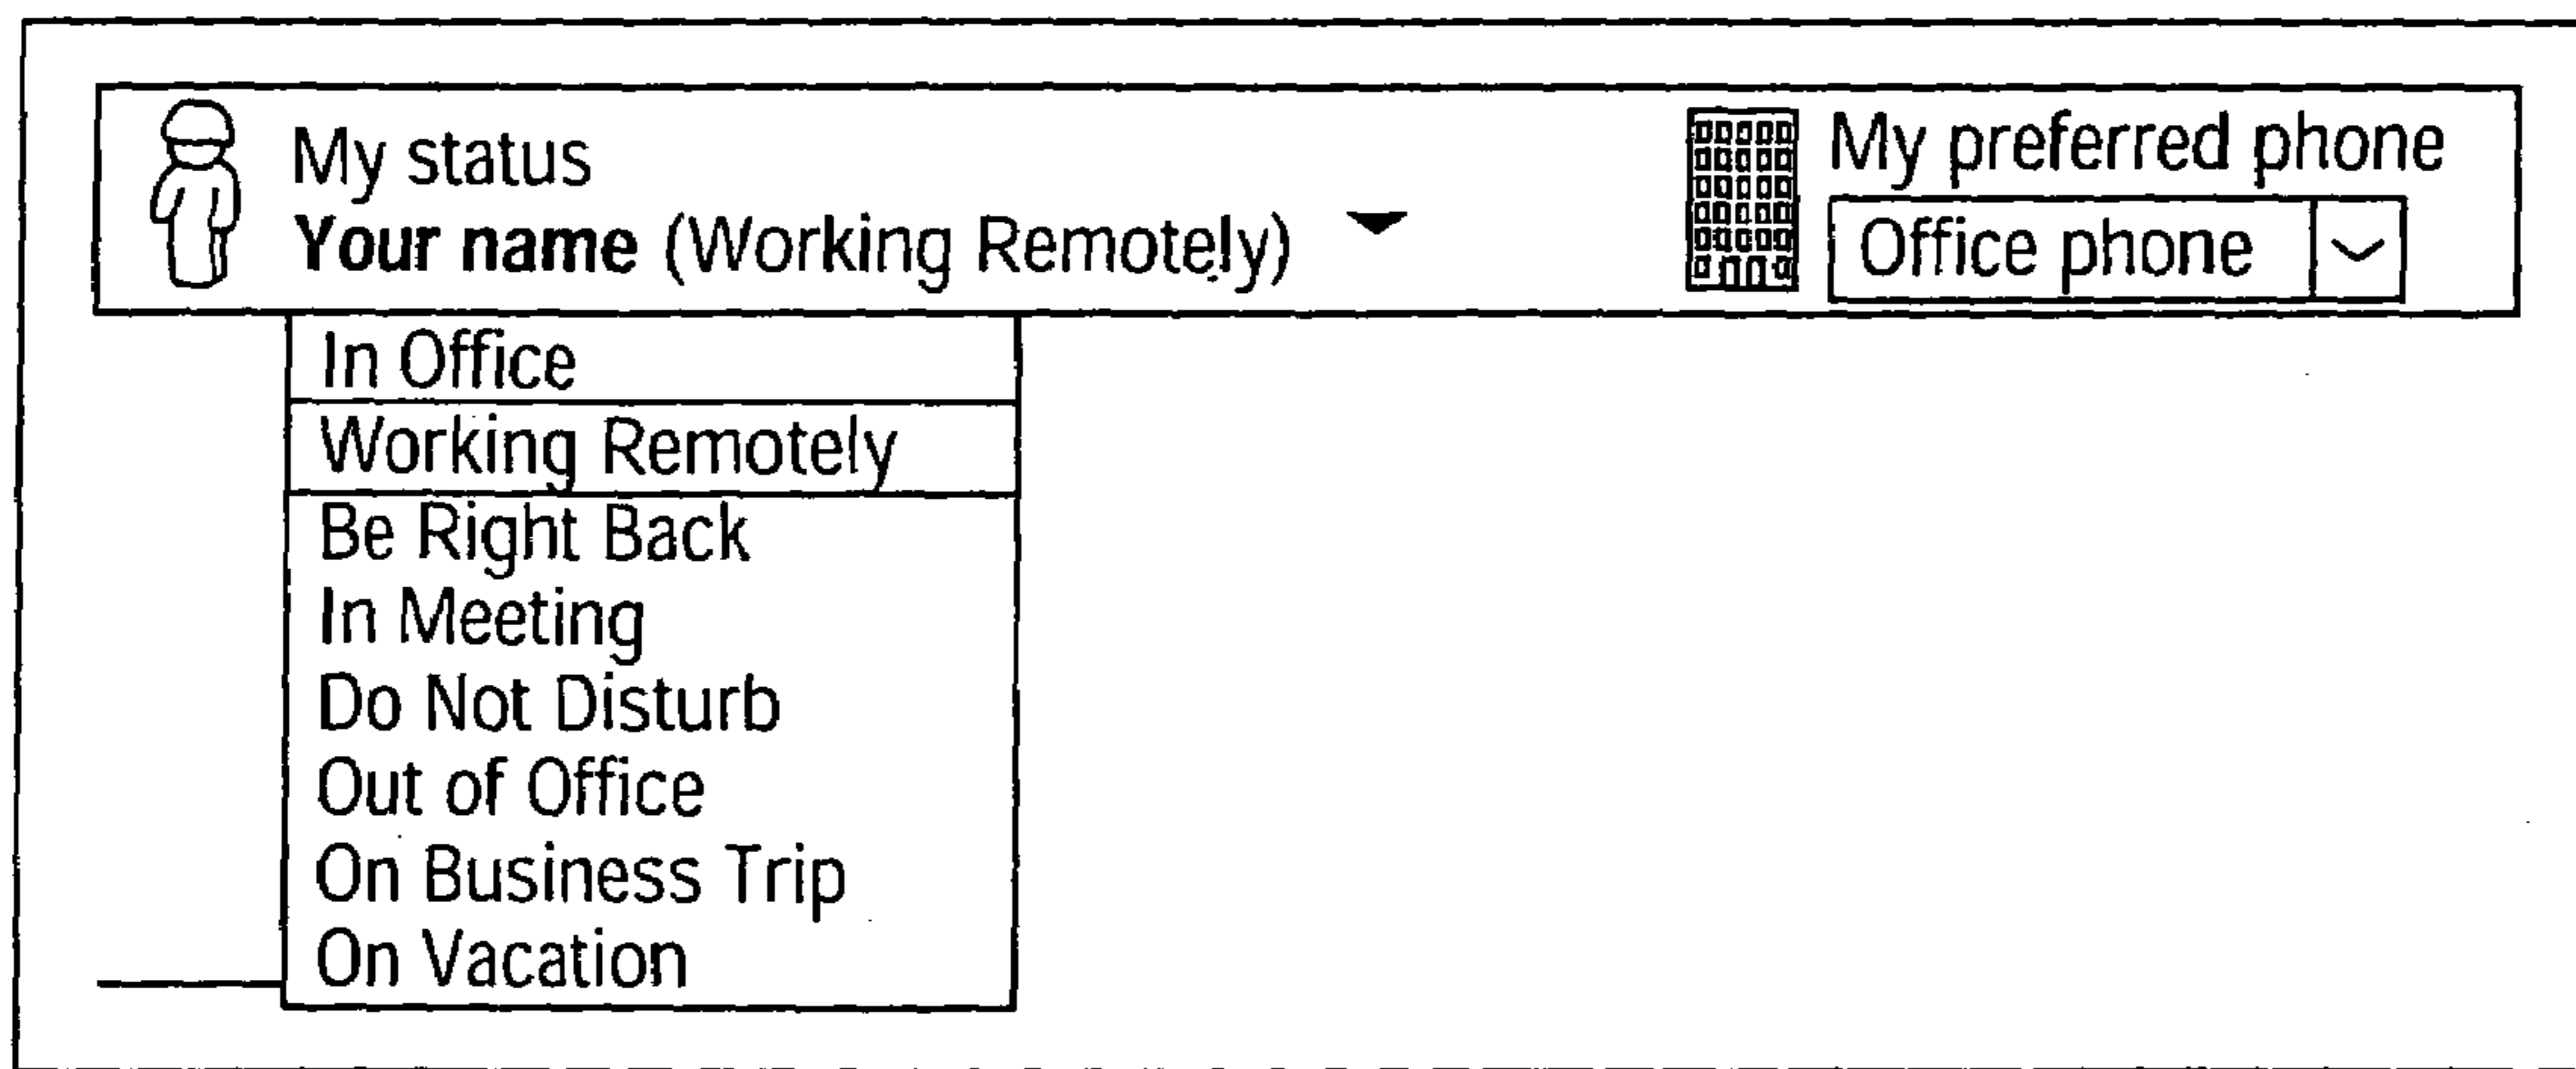 My status
Your name (Working Remotely)
My preferred phone
Office phone
In Office
Working Remotely
Be Right Back
In Meeting
Do Not Disturb
Out of Office
On Business Trip
On Vacation